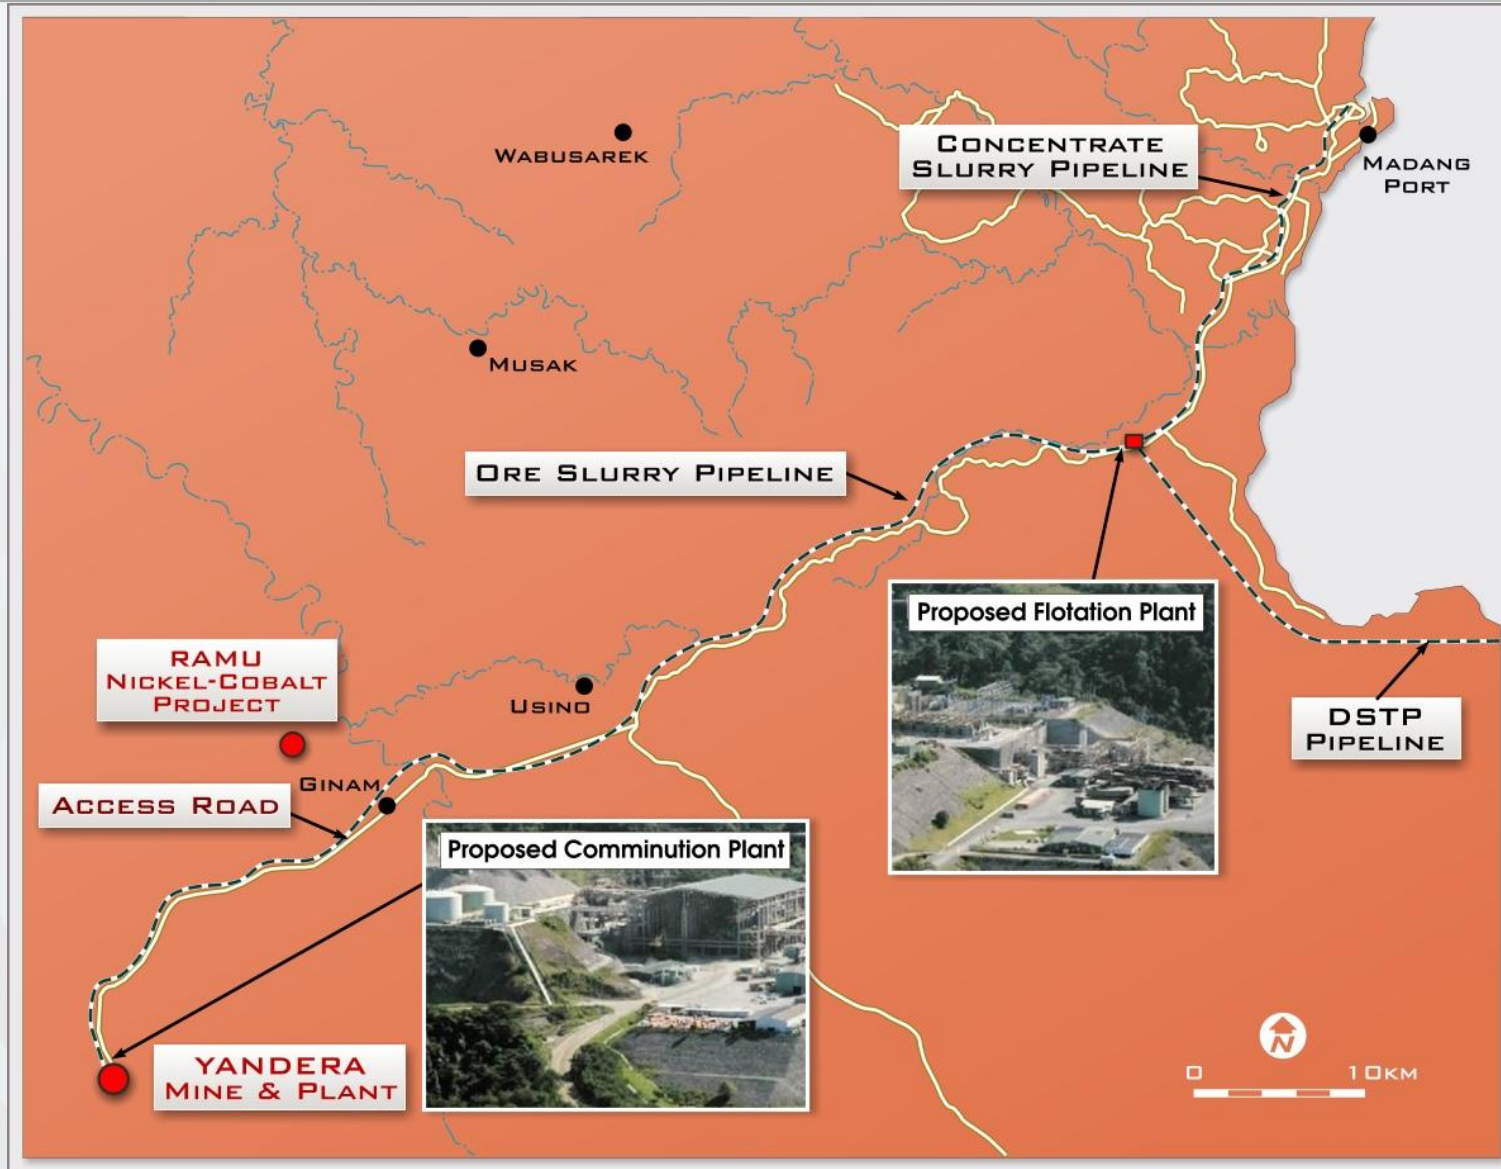 Wabusarek
Concentrate
Slurry Pipeline
Madang
Port
Musak
Ore Slurry Pipeline
Proposed Flotation Plant
RAMU
Nickel-Cobalt
Project
Usino
DSTP
Pipeline
Ginam
Access Road
Proposed Comminution Plant
YANDERA
Mine & Plant
N
0 10km